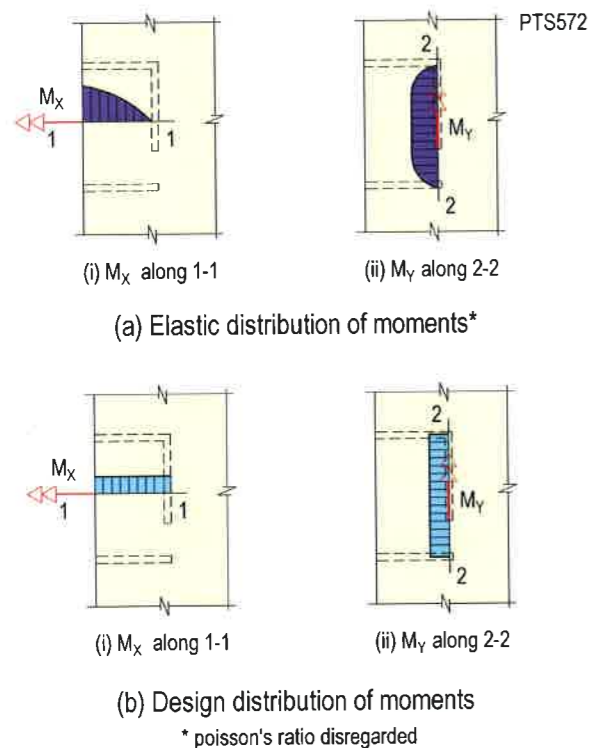 PTS572
M_X
1
1
2
M_Y
2
(i) M_X along 1-1
(ii) M_Y along 2-2
(a) Elastic distribution of moments*
M_X
1
1
2
M_Y
2
(i) M_X along 1-1
(ii) M_Y along 2-2
(b) Design distribution of moments
* poisson's ratio disregarded